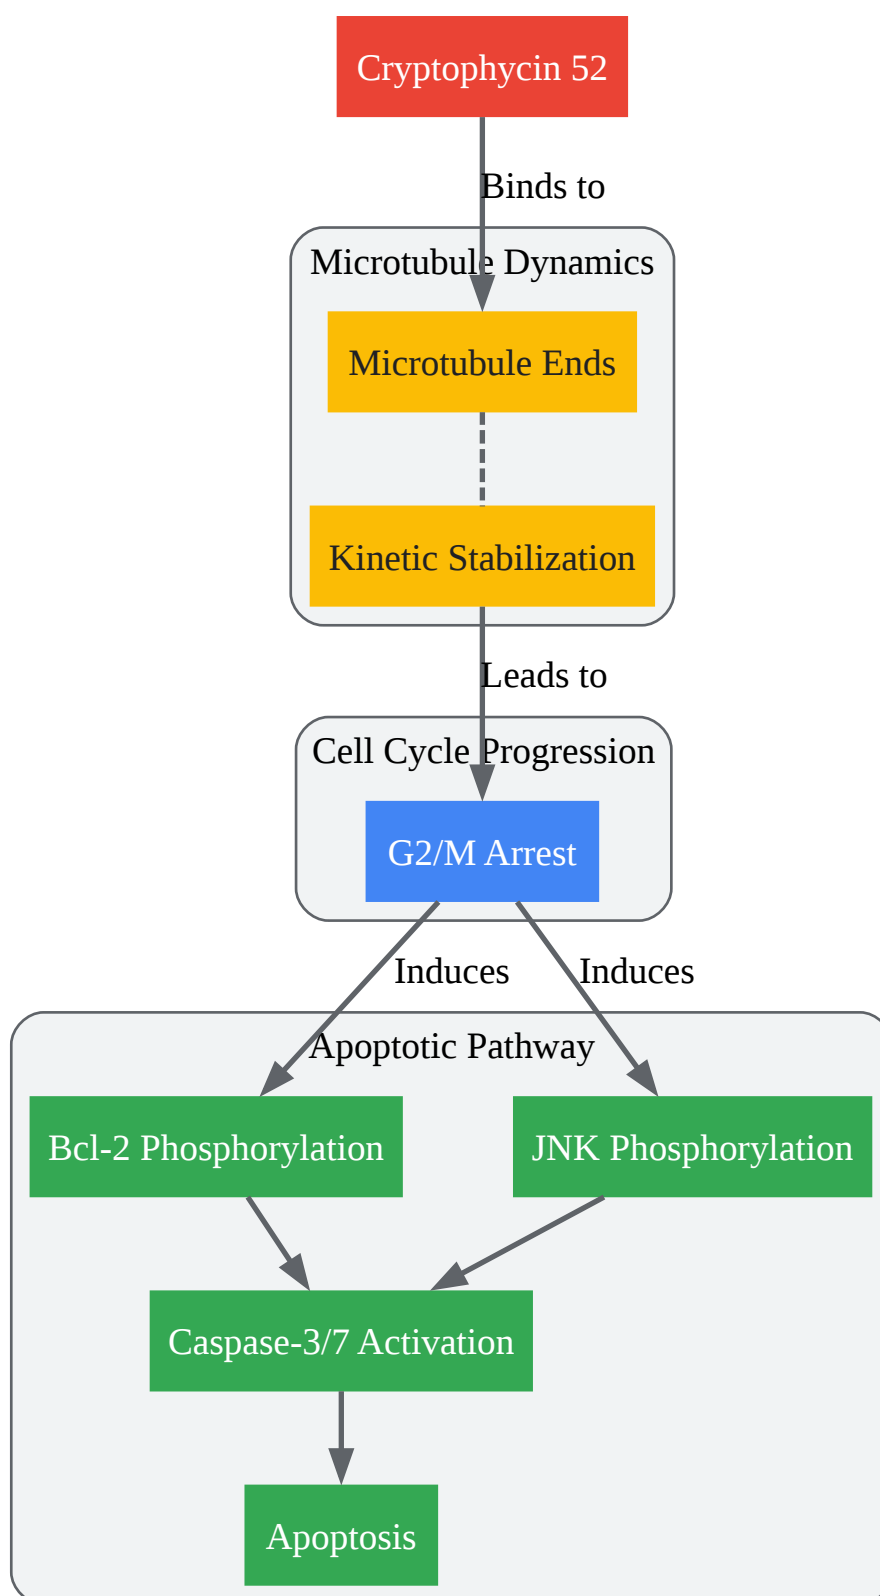 Cryptophycin 52
Binds to
Microtubule Dynamics
Microtubule Ends
Kinetic Stabilization
Leads to
Cell Cycle Progression
G2/M Arrest
Induces
Induces
Apoptotic Pathway
Bcl-2 Phosphorylation
JNK Phosphorylation
Caspase-3/7 Activation
Apoptosis